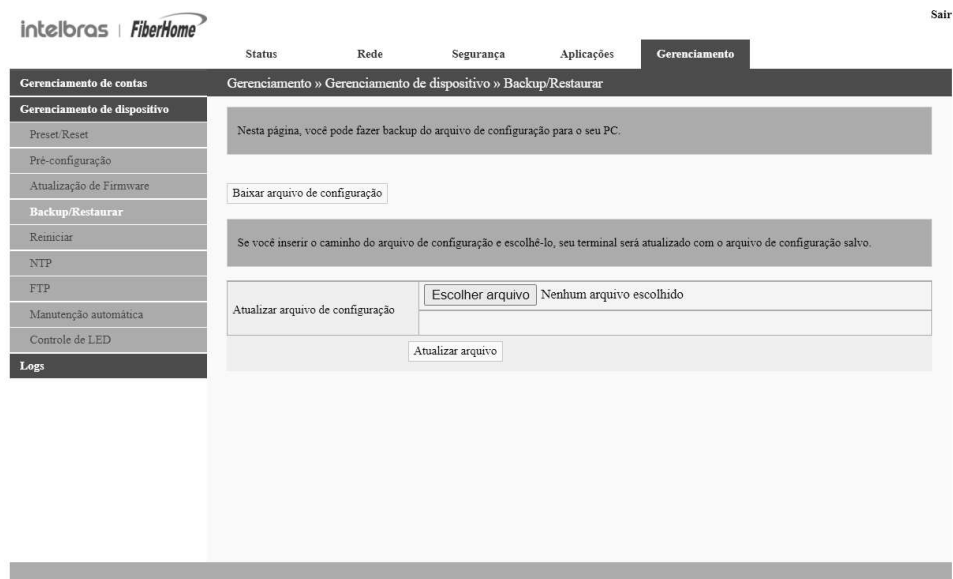 Sair
intelbras | FiberHome
Status Rede Segurança Aplicações Gerenciamento
Gerenciamento de contas
Gerenciamento de dispositivo
Preset/Reset
Pré-configuração
Atualização de Firmware
Backup/Restaurar
Reiniciar
NTP
FTP
Manutenção automática
Controle de LED
Logs
Gerenciamento » Gerenciamento de dispositivo » Backup/Restaurar
Nesta página, você pode fazer backup do arquivo de configuração para o seu PC.
Baixar arquivo de configuração
Se você inserir o caminho do arquivo de configuração e escolhê-lo, seu terminal será atualizado com o arquivo de configuração salvo.
Atualizar arquivo de configuração
Escolher arquivo Nenhum arquivo escolhido
Atualizar arquivo